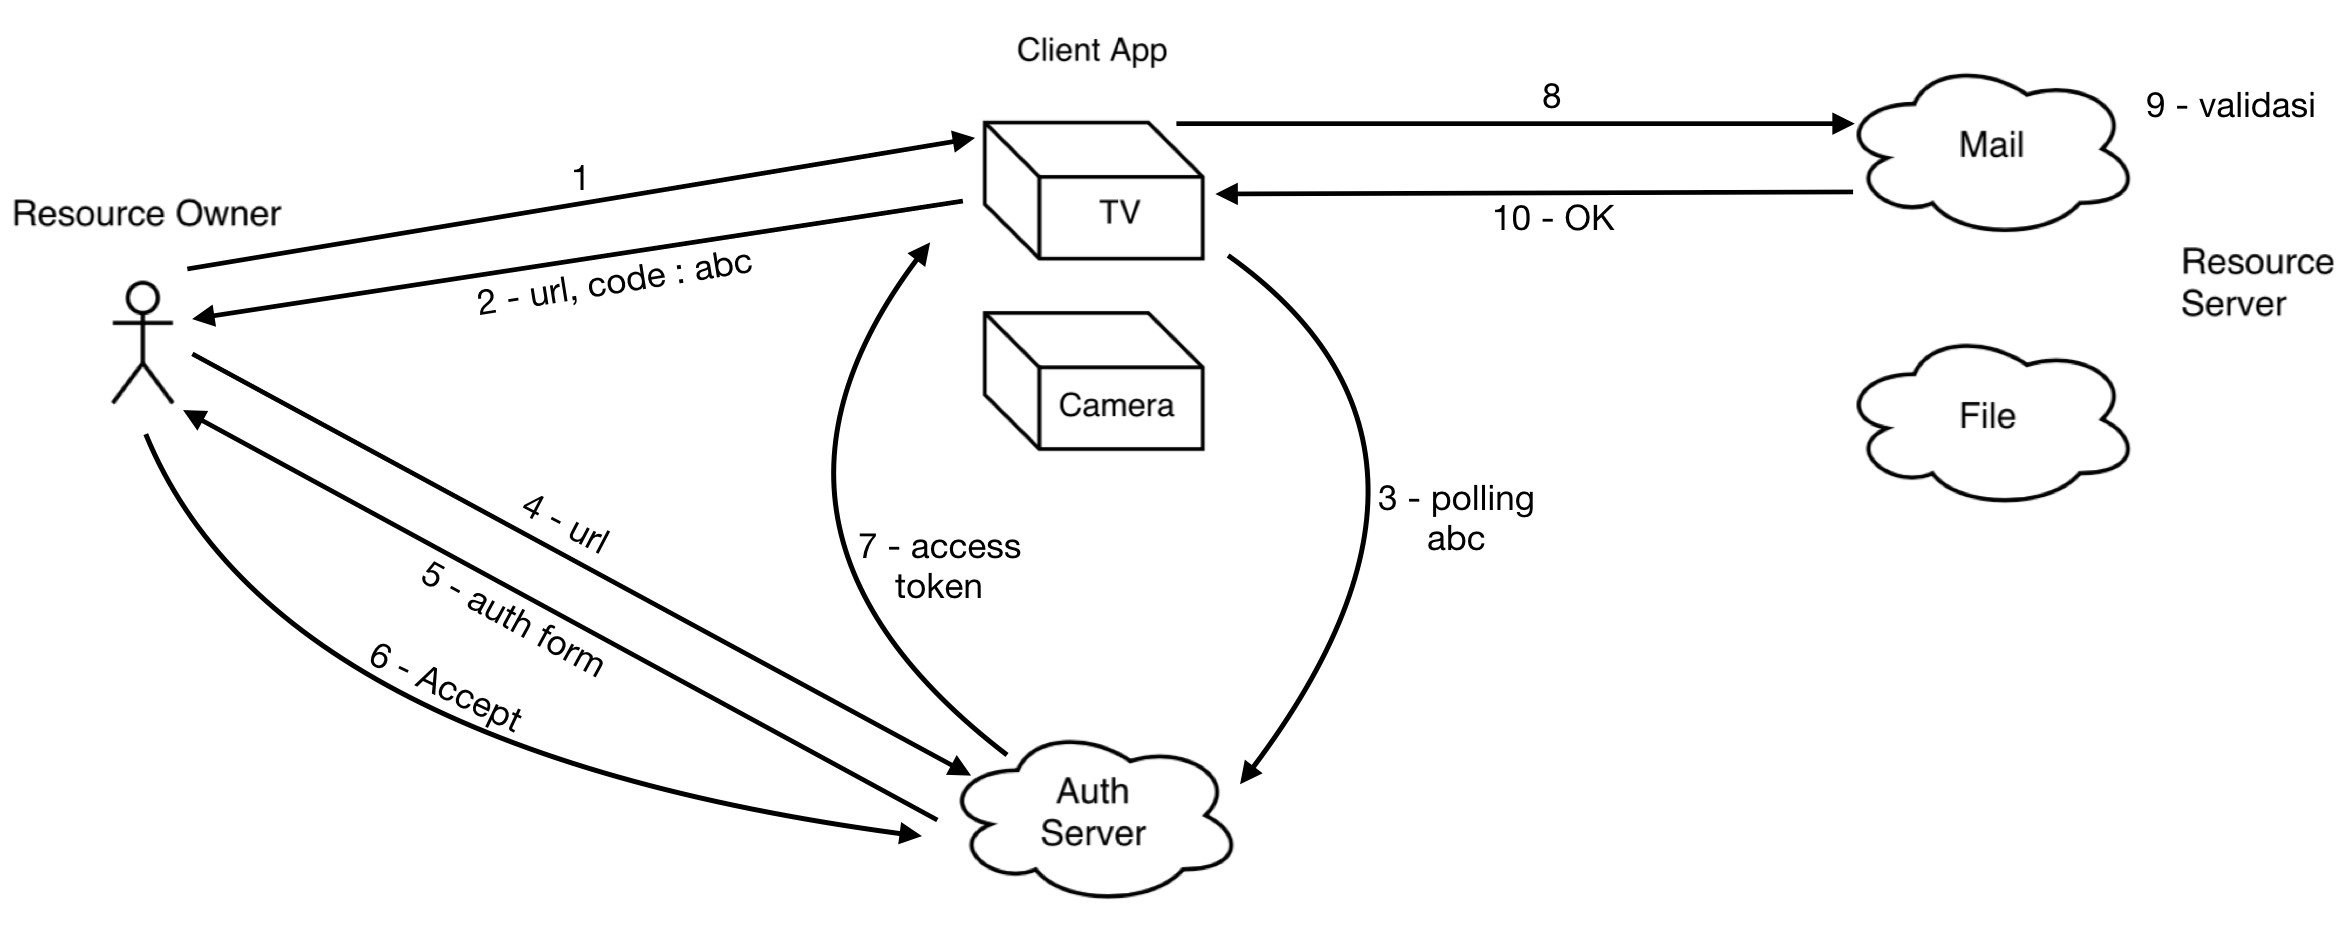 Client App
8
9 - validasi
Mail
1
TV
Resource Owner
10 - OK
2 - url, code : abc
Resource
Server
Camera
File
4 - url
3 - polling
abc
7 - access
token
5 - auth form
6 - Accept
Auth
Server